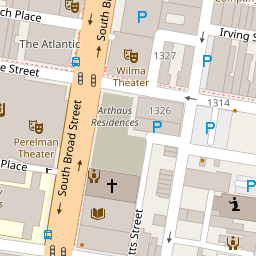 ch Place
South Broad
The Atlantic
Compan
Irving S
1327
Wilma
Theater
e Street
1314
Arthaus
Residences
1326
P
P
P
P
Perelman
Theater
South Broad Street
Place
tts Street
y